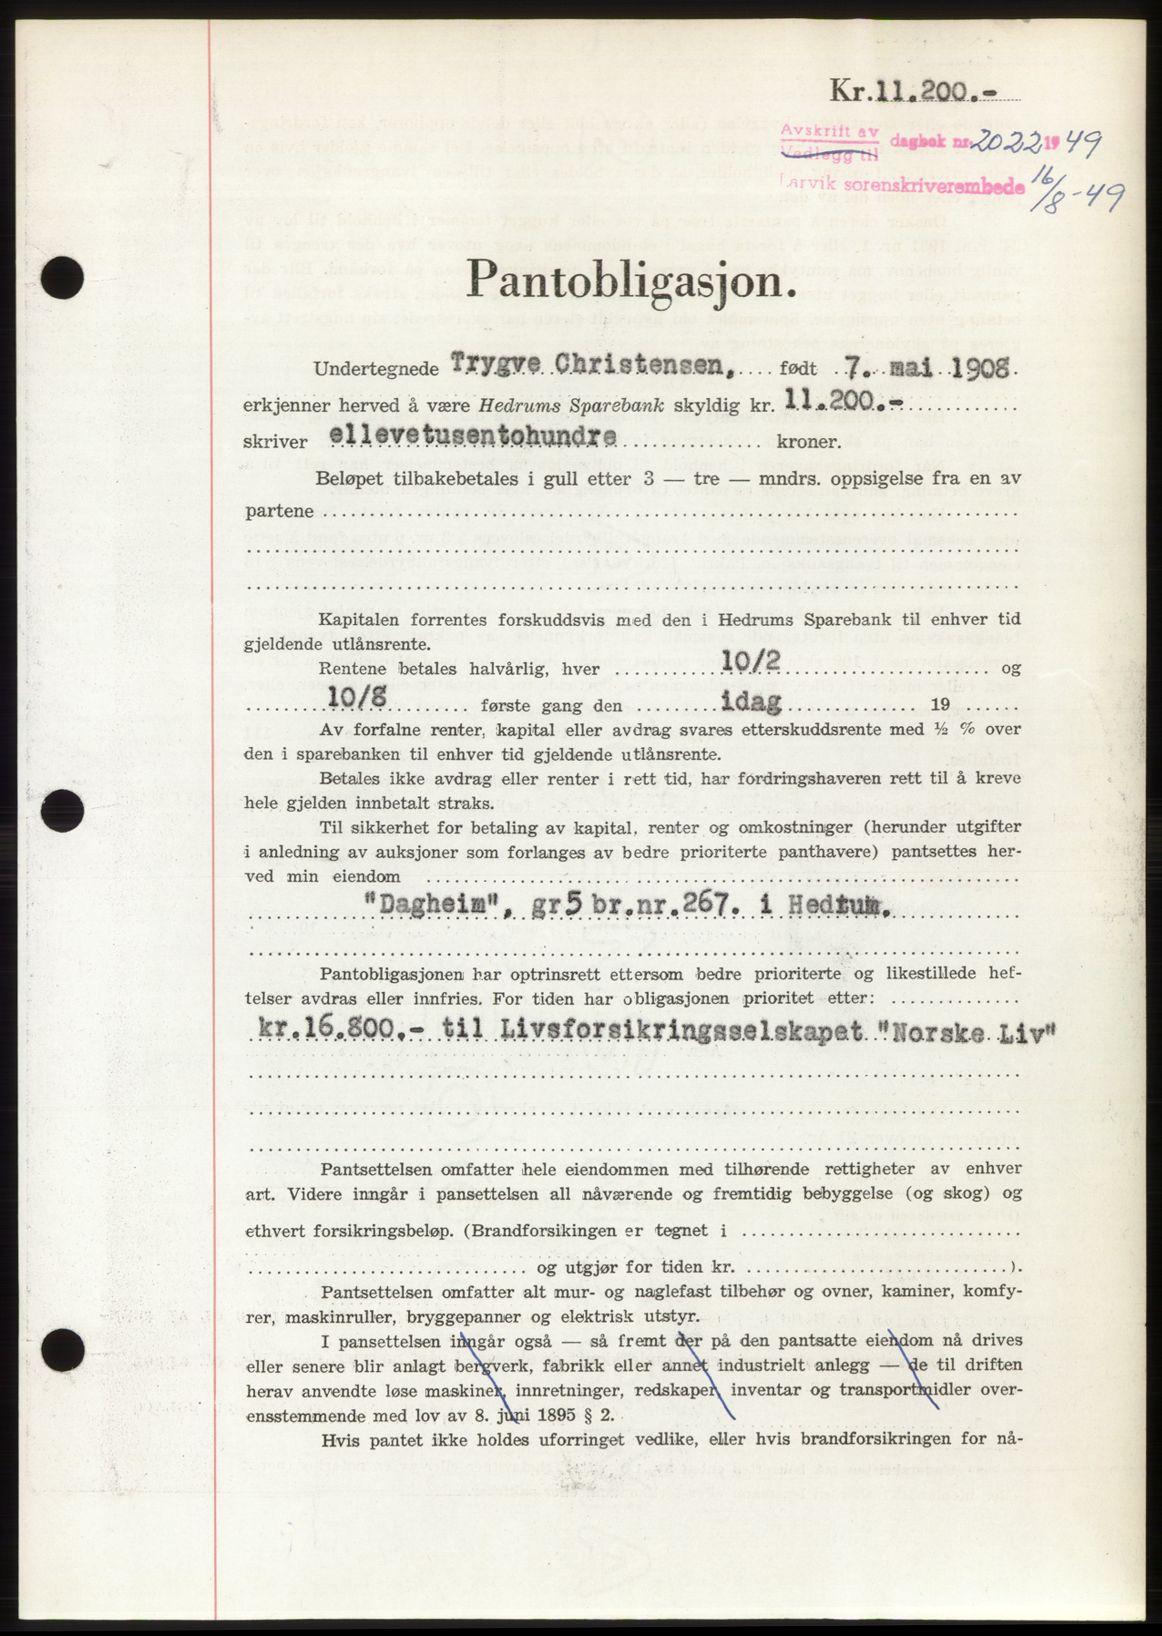 Kr. 11.200.-
Avskrift av
Vedlegg til
dagbok nr. 2022 1949
Larvik sorenskriverembede 16/8-49
Pantobligasjon.
Undertegnede Trygve Christensen, født 7. mai 1908
erkjenner herved å være Hedrums Sparebank skyldig kr. 11.200.-
skriver ellevetusentohundre kroner.
Beløpet tilbakebetales i gull etter 3 — tre — mndrs. oppsigelse fra en av
partene
Kapitalen forrentes forskuddsvis med den i Hedrums Sparebank til enhver tid
gjeldende utlånsrente.
Rentene betales halvårlig, hver 10/2 og
10/8 første gang den idag 19
Av forfalne renter, kapital eller avdrag svares etterskuddsrente med ½ % over
den i sparebanken til enhver tid gjeldende utlånsrente.
Betales ikke avdrag eller renter i rett tid, har fordringshaveren rett til å kreve
hele gjelden innbetalt straks.
Til sikkerhet for betaling av kapital, renter og omkostninger (herunder utgifter
i anledning av auksjoner som forlanges av bedre prioriterte panthavere) pantsettes her-
ved min eiendom
"Dagheim", gr 5 br.nr. 267. i Hedrum.
Pantobligasjonen har optrinsrett ettersom bedre prioriterte og likestillede hef-
telser avdras eller innfries. For tiden har obligasjonen prioritet etter:
kr. 16.800.- til Livsforsikringsselskapet "Norske Liv"
Pantsettelsen omfatter hele eiendommen med tilhørende rettigheter av enhver
art. Videre inngår i pansettelsen all nåværende og fremtidig bebyggelse (og skog) og
ethvert forsikringsbeløp. (Brandforsikingen er tegnet i
og utgjør for tiden kr. ).
Pantsettelsen omfatter alt mur- og naglefast tilbehør og ovner, kaminer, komfy-
rer, maskinruller, bryggepanner og elektrisk utstyr.
I pansettelsen inngår også — så fremt der på den pantsatte eiendom nå drives
eller senere blir anlagt bergverk, fabrikk eller annet industrielt anlegg — de til driften
herav anvendte løse maskiner, innretninger, redskaper, inventar og transportmidler over-
ensstemmende med lov av 8. juni 1895 § 2.
Hvis pantet ikke holdes uforringet vedlike, eller hvis brandforsikringen for nå-